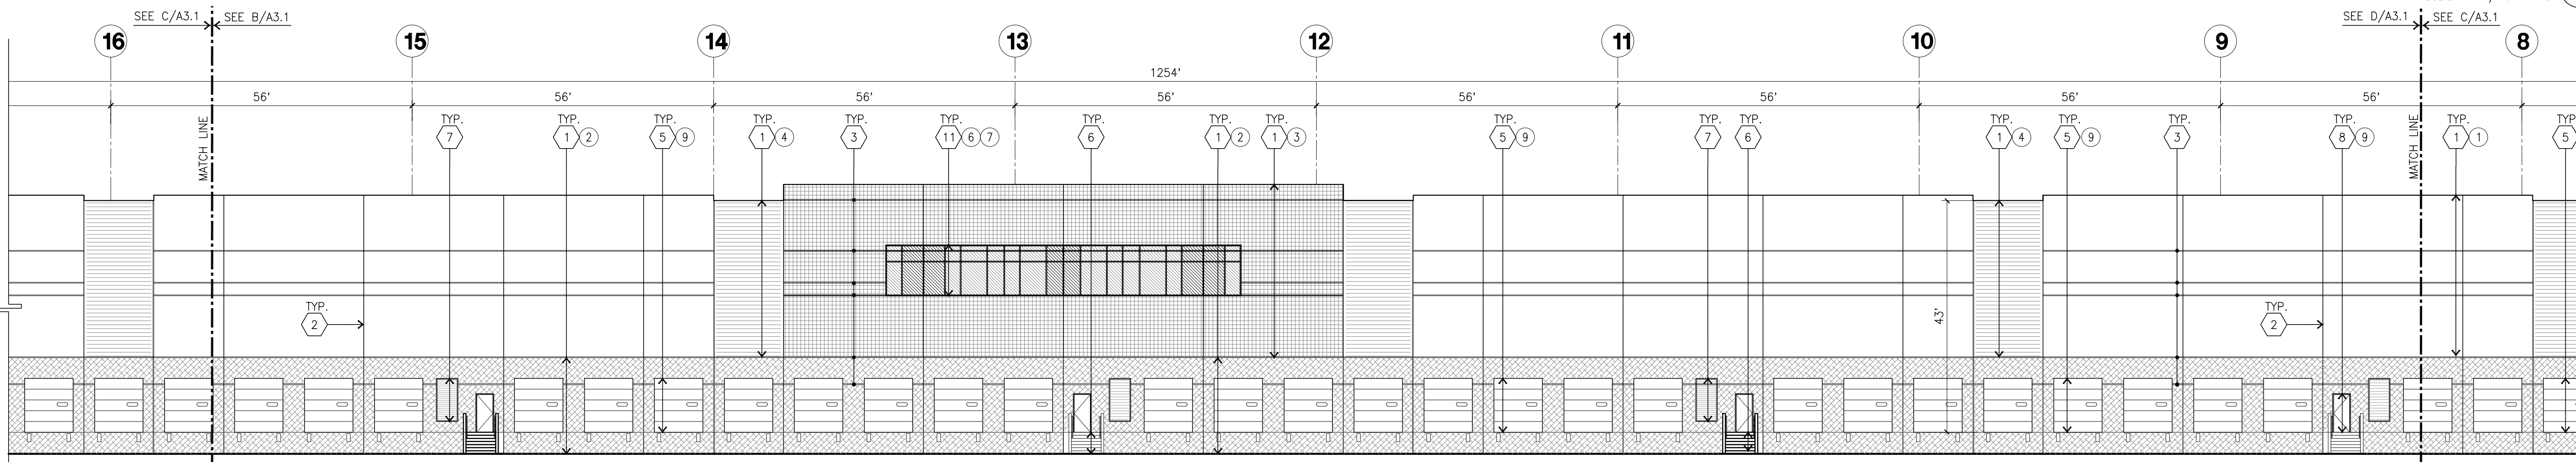 SEE C/A3.1 SEE B/A3.1
SEE D/A3.1 SEE C/A3.1
16 15 14 13 12 11 10 9 8
1254'
56' 56' 56' 56' 56' 56' 56' 56'
MATCH LINE
MATCH LINE
TYP. TYP. TYP. TYP. TYP. TYP. TYP. TYP. TYP. TYP. TYP. TYP. TYP. TYP. TYP. TYP. TYP. TYP.
7 1 2 5 9 1 4 3 11 6 7 6 1 2 1 3 5 9 7 6 1 4 5 9 3 8 9 1 1 5
TYP.
2
TYP.
2
43'